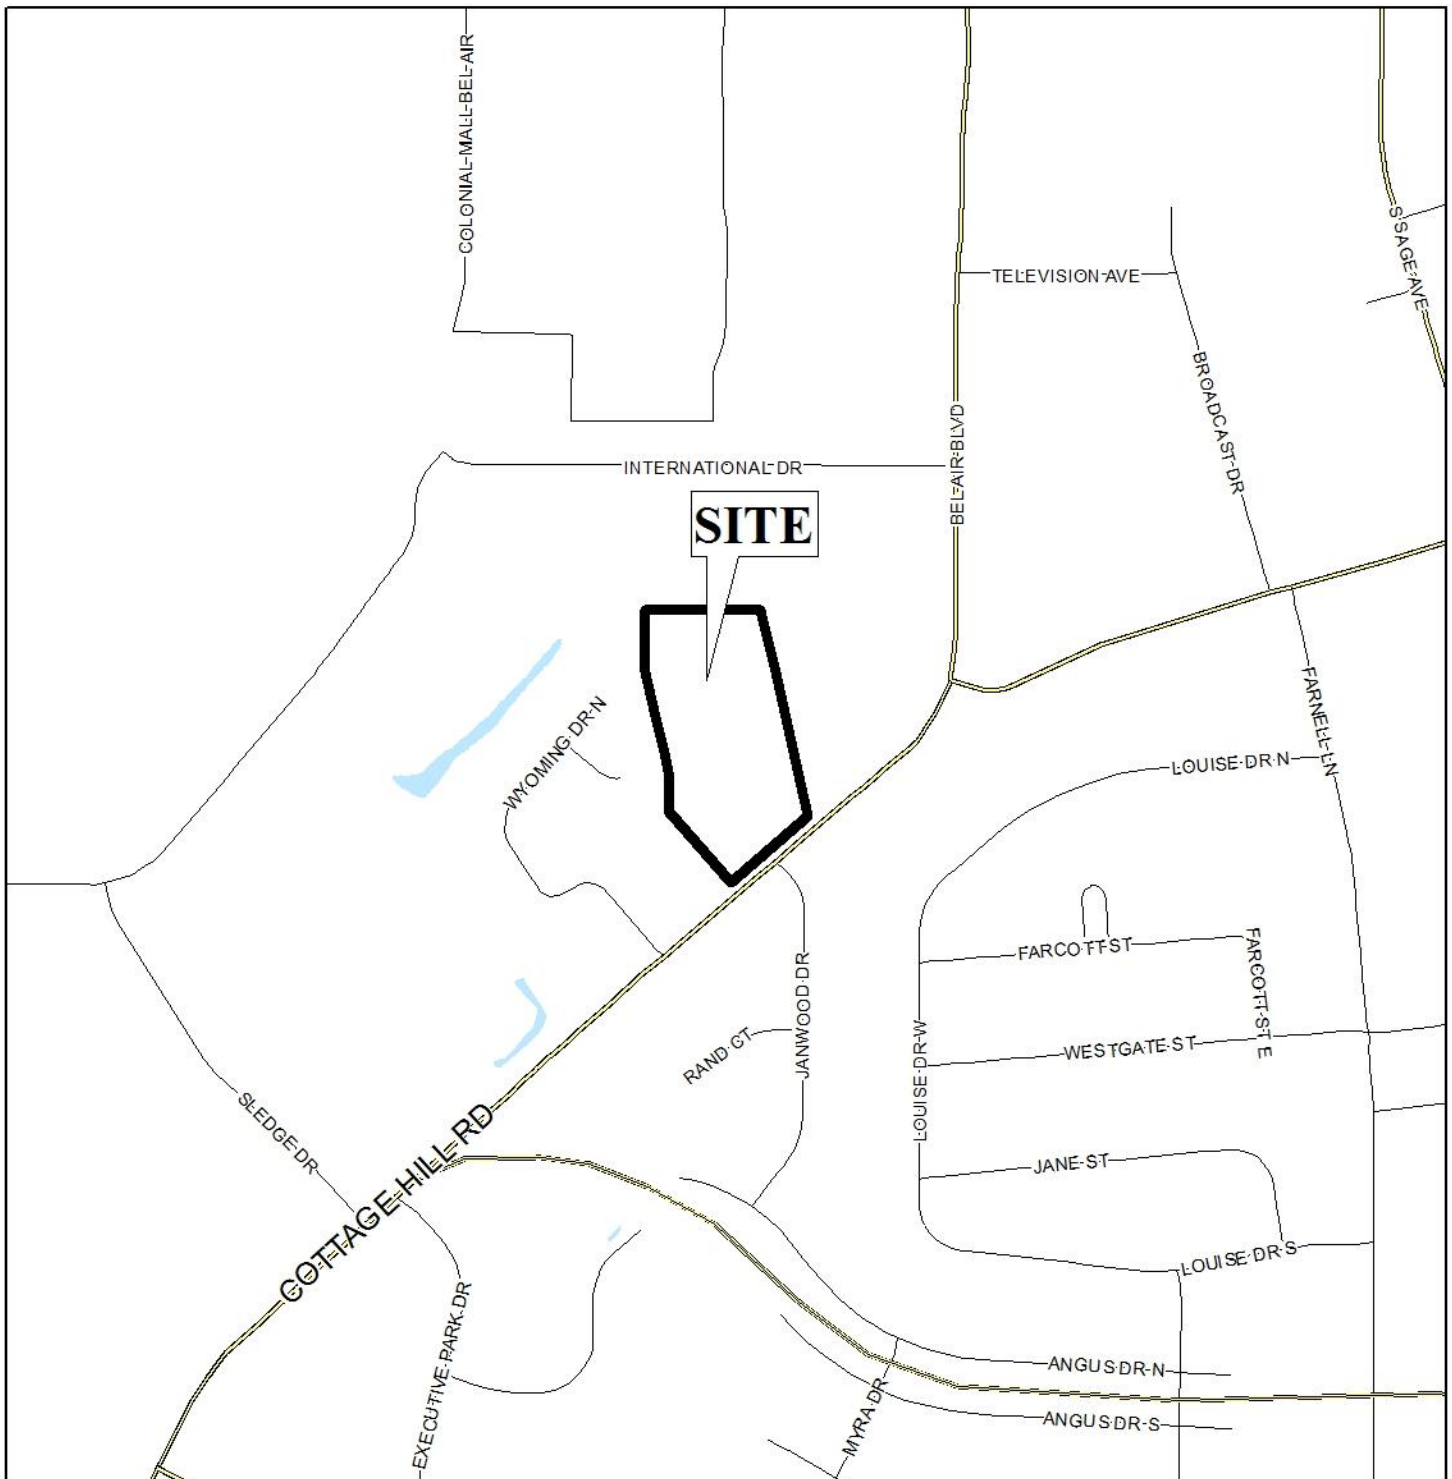 COLONIAL MALL BEL AIR
S SAGE AVE
TELEVISION AVE
BROADCAST DR
BEL AIR BLVD
INTERNATIONAL DR
SITE
WYOMING DR N
FARNELL LN
LOUISE DR N
FARCOTT ST
FARCOTT ST E
JANWOOD DR
RAND CT
LOUISE DR W
WESTGATE ST
SLEDGE DR
COTTAGE HILL RD
JANE ST
LOUISE DR S
EXECUTIVE PARK DR
ANGUS DR N
MYRA DR
ANGUS DR S